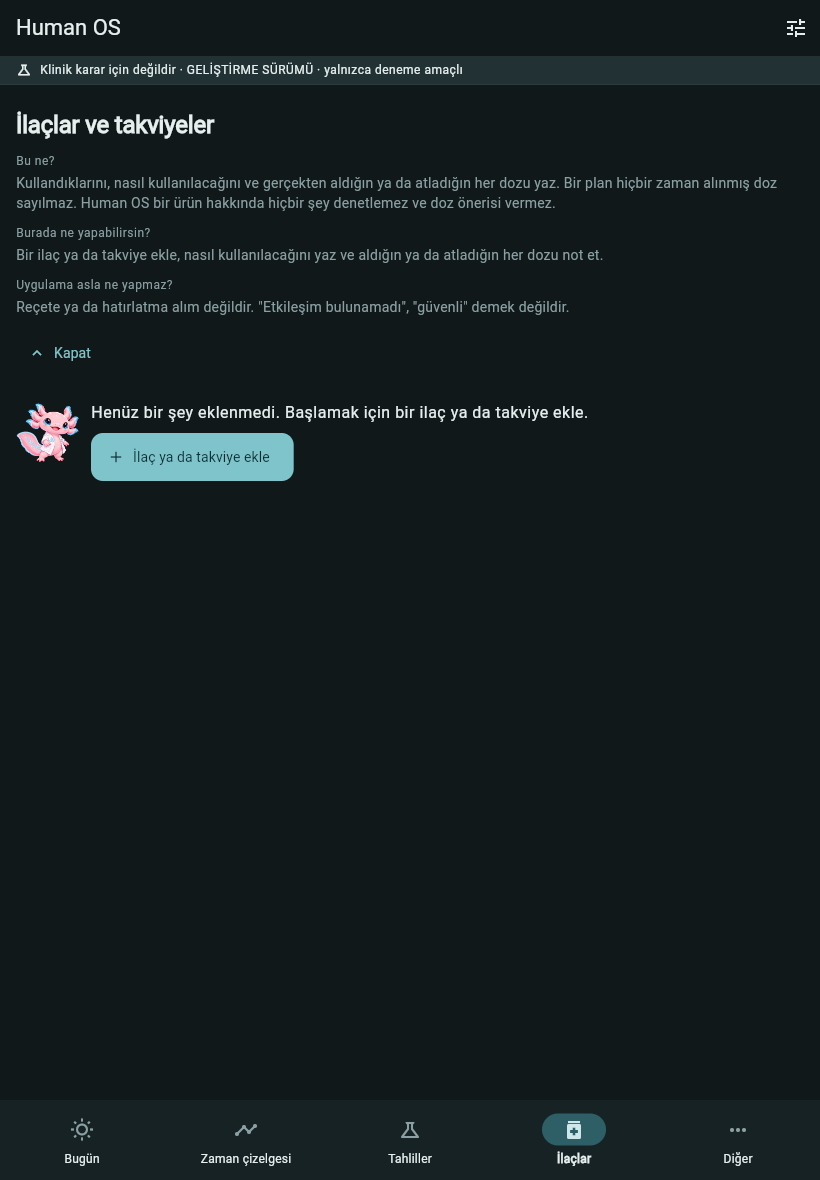 Human OS
Klinik karar için değildir · GELİŞTİRME SÜRÜMÜ · yalnızca deneme amaçlı
İlaçlar ve takviyeler
Bu ne?
Kullandıklarını, nasıl kullanılacağını ve gerçekten aldığın ya da atladığın her dozu yaz. Bir plan hiçbir zaman alınmış doz
sayılmaz. Human OS bir ürün hakkında hiçbir şey denetlemez ve doz önerisi vermez.
Burada ne yapabilirsin?
Bir ilaç ya da takviye ekle, nasıl kullanılacağını yaz ve aldığın ya da atladığın her dozu not et.
Uygulama asla ne yapmaz?
Reçete ya da hatırlatma alım değildir. "Etkileşim bulunamadı", "güvenli" demek değildir.
Kapat
Henüz bir şey eklenmedi. Başlamak için bir ilaç ya da takviye ekle.
İlaç ya da takviye ekle
Bugün
Zaman çizelgesi
Tahliller
İlaçlar
Diğer